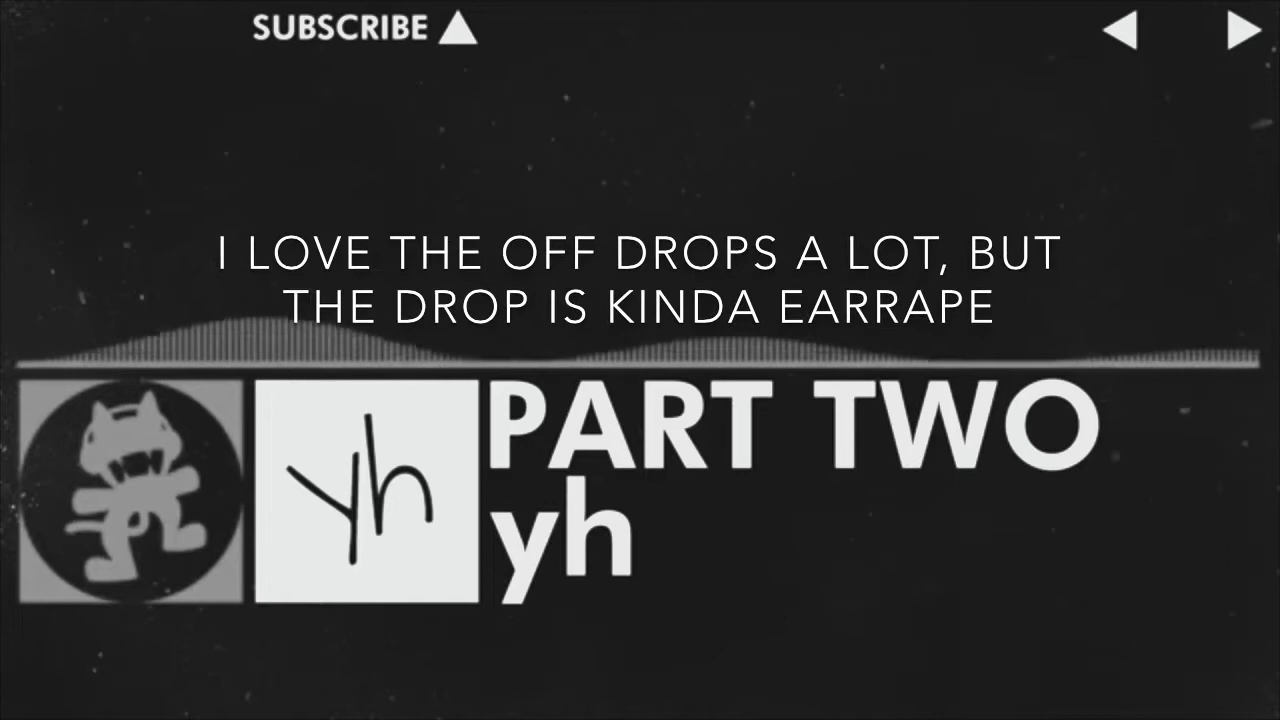 SUBSCRIBE
I LOVE THE OFF DROPS A LOT, BUT
THE DROP IS KINDA EARRAPE
yh
PART TWO
yh